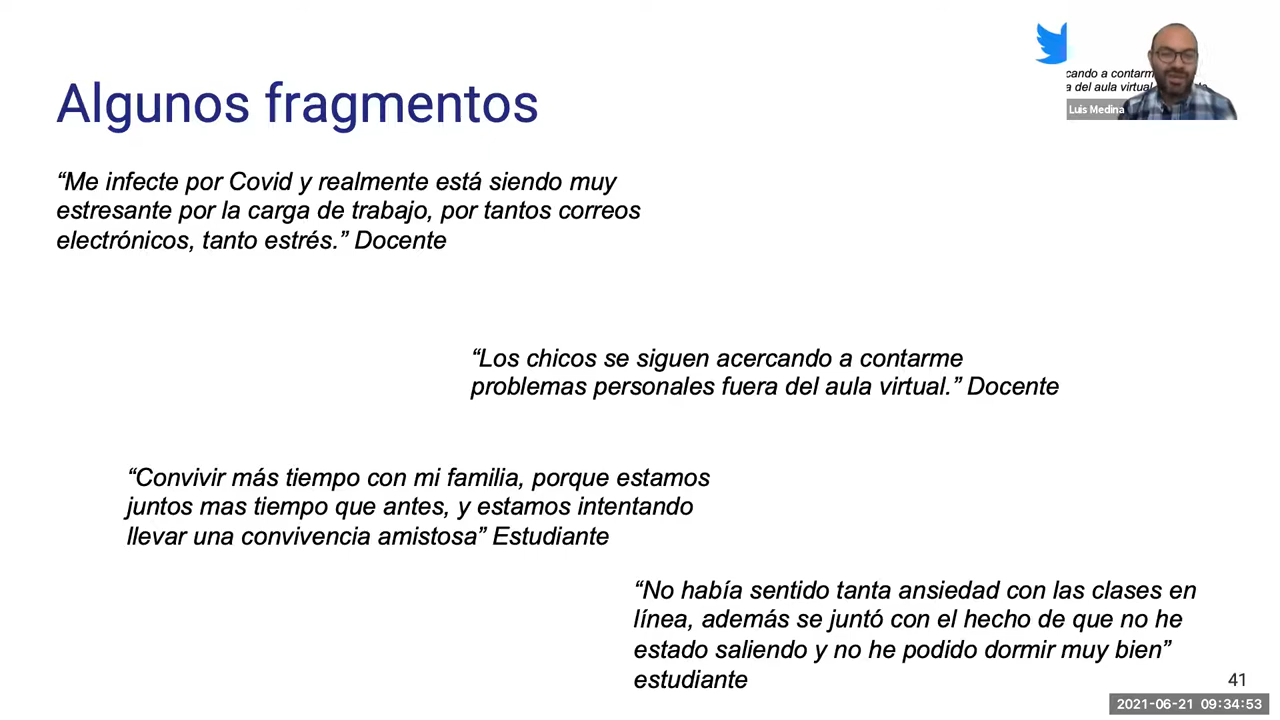 Algunos fragmentos
cando a contarm
a del aula virtual
Luis Medina
“Me infecte por Covid y realmente está siendo muy
estresante por la carga de trabajo, por tantos correos
electrónicos, tanto estrés.” Docente
“Los chicos se siguen acercando a contarme
problemas personales fuera del aula virtual.” Docente
“Convivir más tiempo con mi familia, porque estamos
juntos mas tiempo que antes, y estamos intentando
llevar una convivencia amistosa” Estudiante
“No había sentido tanta ansiedad con las clases en
línea, además se juntó con el hecho de que no he
estado saliendo y no he podido dormir muy bien”
estudiante
41
2021-06-21 09:34:53